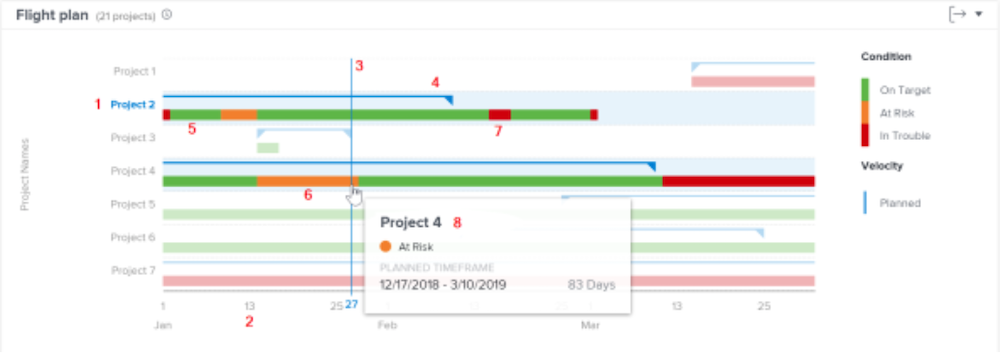 Flight plan (21 projects)
Condition
On Target
At Risk
In Trouble
Velocity
Planned
Project Names
Project 1
3
4
1 Project 2
5
7
Project 3
Project 4
6
Project 5
Project 6
Project 7
Project 4 8
At Risk
PLANNED TIMEFRAME
12/17/2018 - 3/10/2019 83 Days
1 13 25 27 13 25
2
Jan Feb Mar